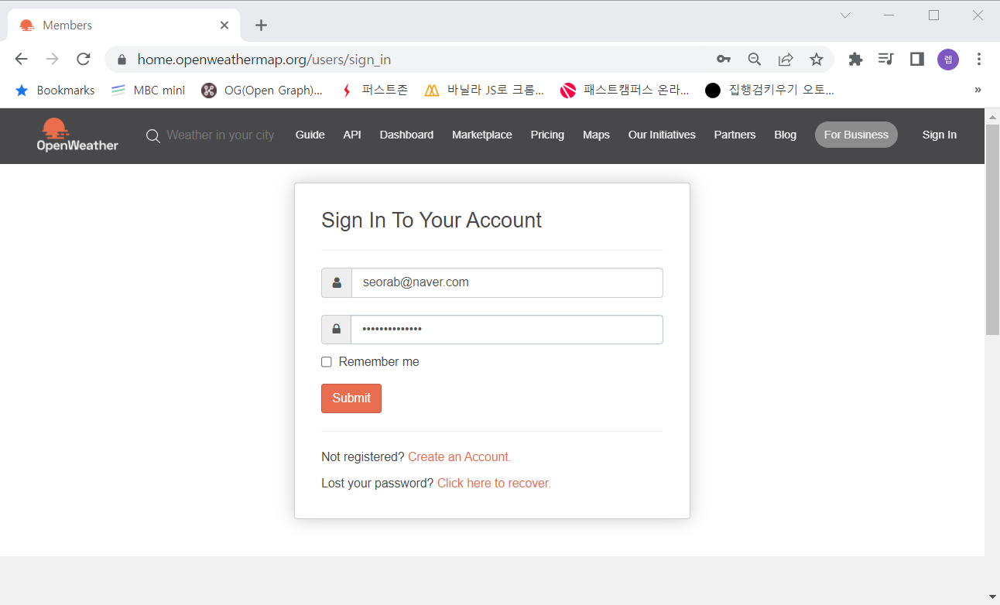 Members
home.openweathermap.org/users/sign_in
렙
Bookmarks MBC mini OG(Open Graph)... 퍼스트존 바닐라 JS로 크롬... 패스트캠퍼스 온라... 집행검키우기 오토... »
OpenWeather Weather in your city Guide API Dashboard Marketplace Pricing Maps Our Initiatives Partners Blog For Business Sign In
Sign In To Your Account
seorab@naver.com
••••••••••••••
Remember me
Submit
Not registered? Create an Account.
Lost your password? Click here to recover.